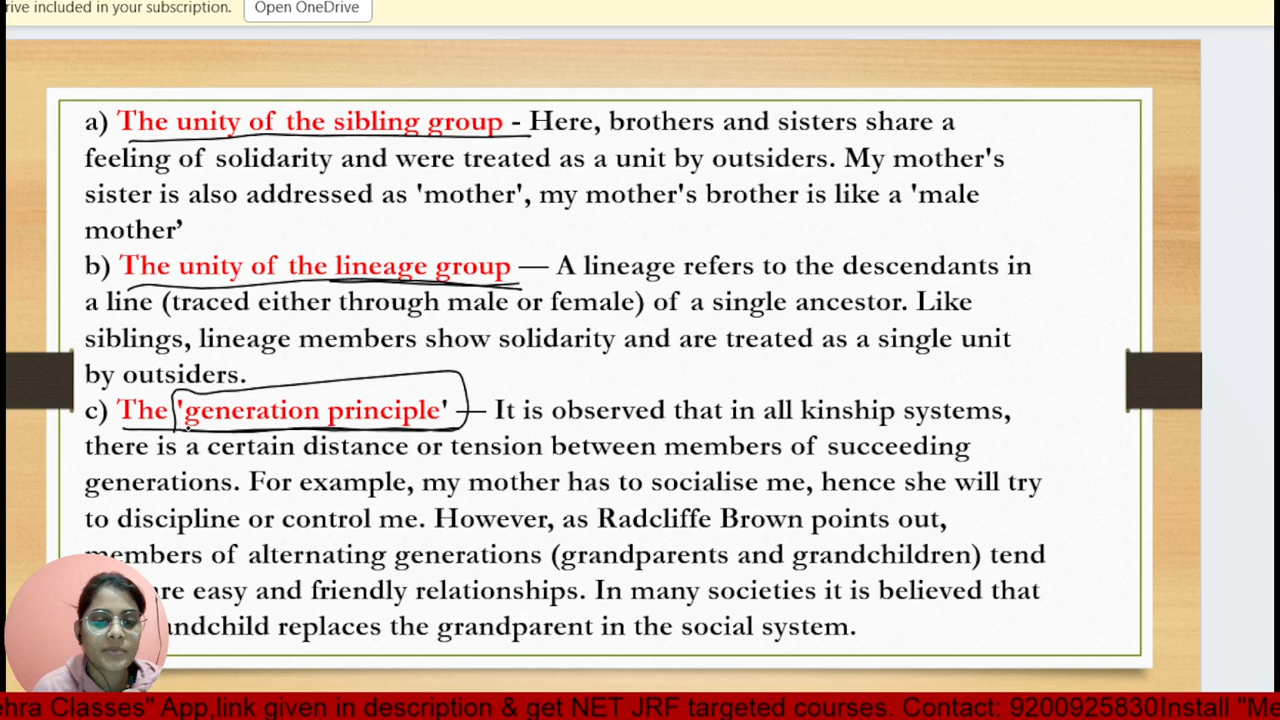 rive included in your subscription. Open OneDrive
a) The unity of the sibling group - Here, brothers and sisters share a
feeling of solidarity and were treated as a unit by outsiders. My mother's
sister is also addressed as 'mother', my mother's brother is like a 'male
mother’
b) The unity of the lineage group — A lineage refers to the descendants in
a line (traced either through male or female) of a single ancestor. Like
siblings, lineage members show solidarity and are treated as a single unit
by outsiders.
c) The 'generation principle' — It is observed that in all kinship systems,
there is a certain distance or tension between members of succeeding
generations. For example, my mother has to socialise me, hence she will try
to discipline or control me. However, as Radcliffe Brown points out,
members of alternating generations (grandparents and grandchildren) tend
re easy and friendly relationships. In many societies it is believed that
andchild replaces the grandparent in the social system.
ehra Classes" App,link given in description & get NET JRF targeted courses. Contact: 9200925830Install "Me